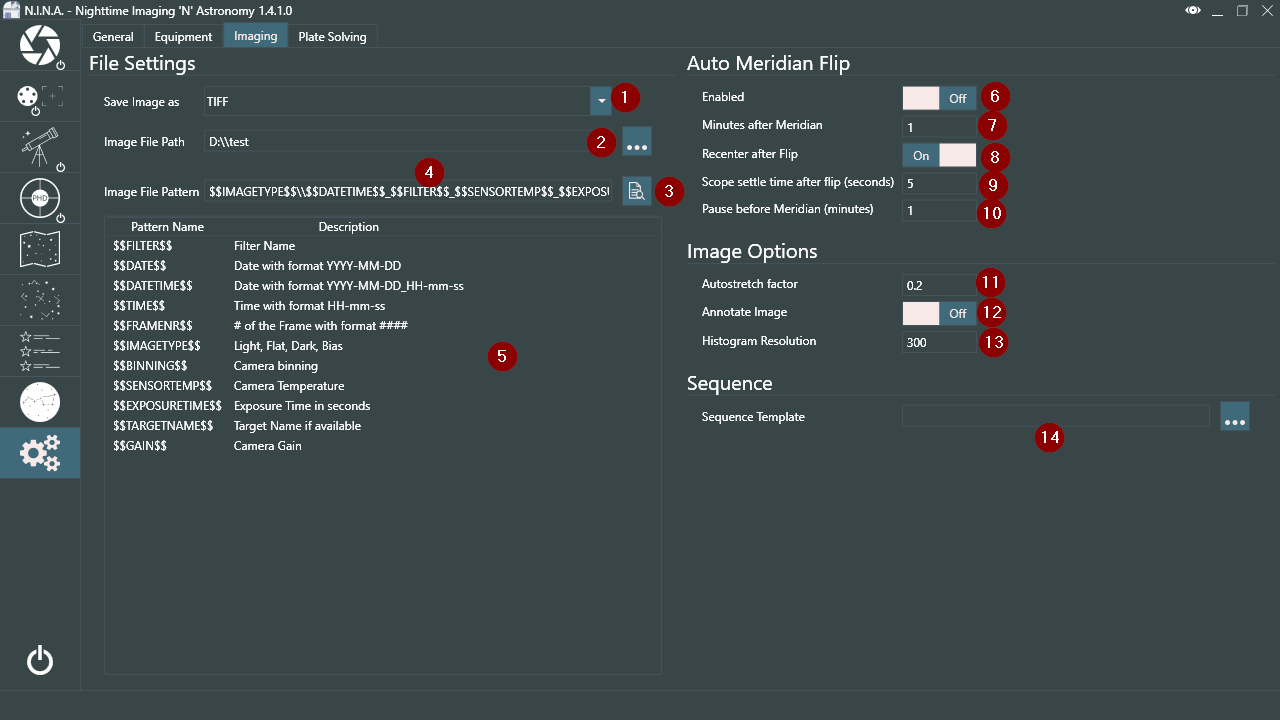 N.I.N.A. - Nighttime Imaging 'N' Astronomy 1.4.1.0
General Equipment Imaging Plate Solving
File Settings
Save Image as TIFF 1
Image File Path D:\\test 2 ...
4
Image File Pattern $$IMAGETYPE$$\\$$DATETIME$$_$$FILTER$$_$$SENSORTEMP$$_$$EXPOSU 3
Pattern Name Description
$$FILTER$$ Filter Name
$$DATE$$ Date with format YYYY-MM-DD
$$DATETIME$$ Date with format YYYY-MM-DD_HH-mm-ss
$$TIME$$ Time with format HH-mm-ss
$$FRAMENR$$ # of the Frame with format ####
$$IMAGETYPE$$ Light, Flat, Dark, Bias
$$BINNING$$ Camera binning
$$SENSORTEMP$$ Camera Temperature
$$EXPOSURETIME$$ Exposure Time in seconds
$$TARGETNAME$$ Target Name if available
$$GAIN$$ Camera Gain
5
Auto Meridian Flip
Enabled Off 6
Minutes after Meridian 1 7
Recenter after Flip On 8
Scope settle time after flip (seconds) 5 9
Pause before Meridian (minutes) 1 10
Image Options
Autostretch factor 0.2 11
Annotate Image Off 12
Histogram Resolution 300 13
Sequence
Sequence Template ...
14
PHD